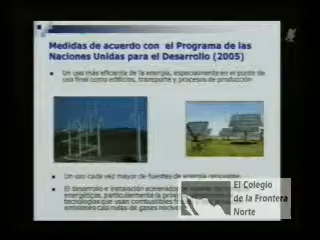 Medidas de acuerdo con el Programa de las
Naciones Unidas para el Desarrollo (2005)
Un uso más eficiente de la energía, especialmente en el punto de
uso final como edificios, transporte y procesos de producción
Un uso cada vez mayor de fuentes de energía renovable
El desarrollo e instalación
energéticas, particularmente la
tecnologías que usan combustibles
emisiones casi nulas de gases
El Colegio
de la Frontera
Norte